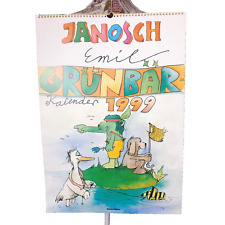 JANOSCH
Emil
GRÜNBÄR
Kalender 1999